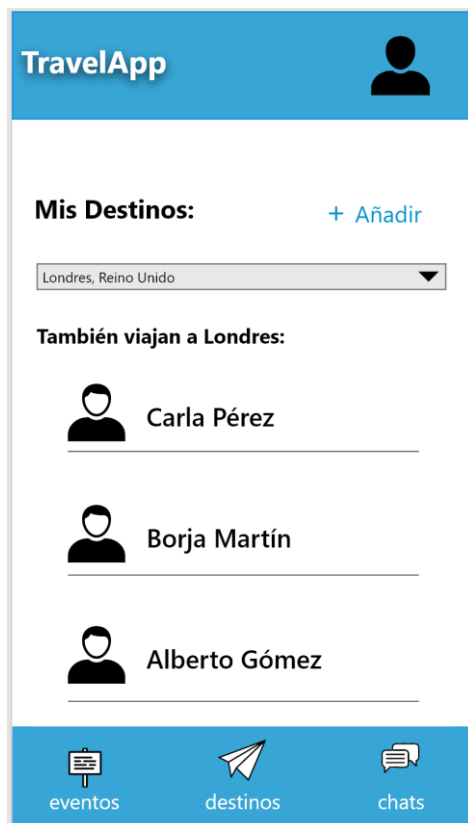 TravelApp
Mis Destinos:
+ Añadir
Londres, Reino Unido
También viajan a Londres:
Carla Pérez
Borja Martín
Alberto Gómez
eventos
destinos
chats